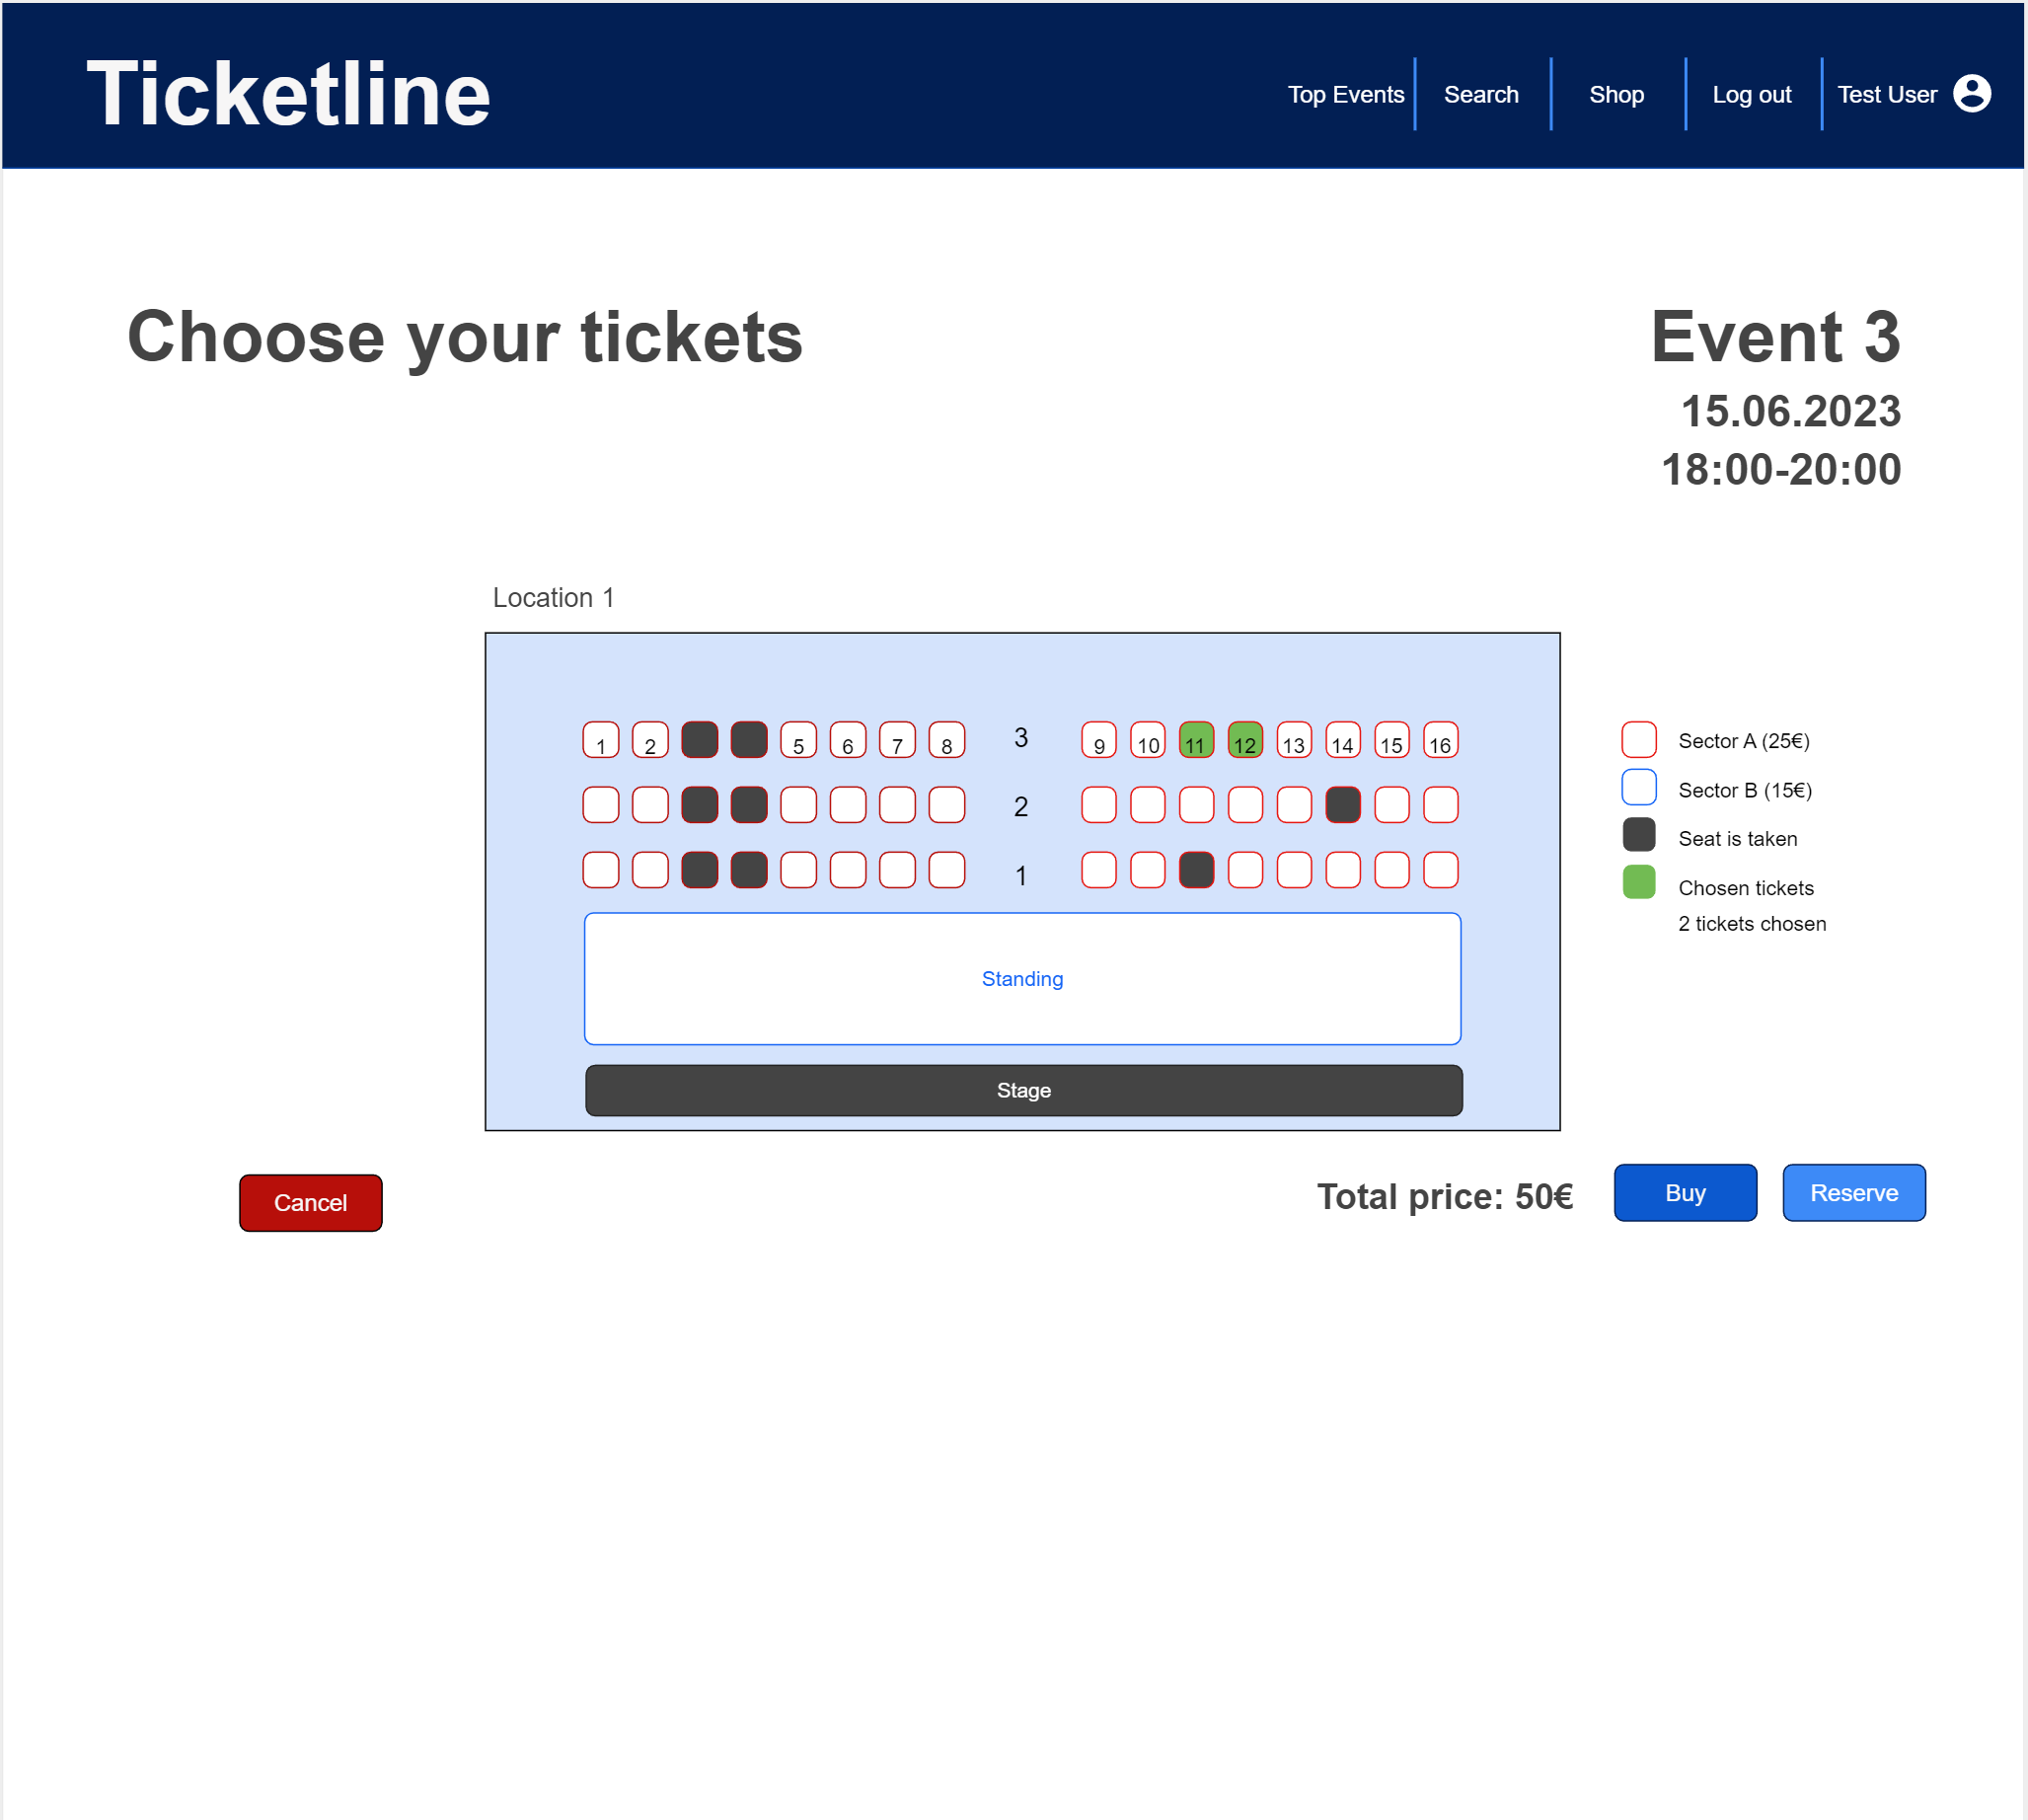 Ticketline
Top Events
Search
Shop
Log out
Test User
Choose your tickets
Event 3
15.06.2023
18:00-20:00
Location 1
1 2 5 6 7 8 3 9 10 11 12 13 14 15 16
2
1
Standing
Stage
Sector A (25€)
Sector B (15€)
Seat is taken
Chosen tickets
2 tickets chosen
Cancel
Total price: 50€
Buy
Reserve